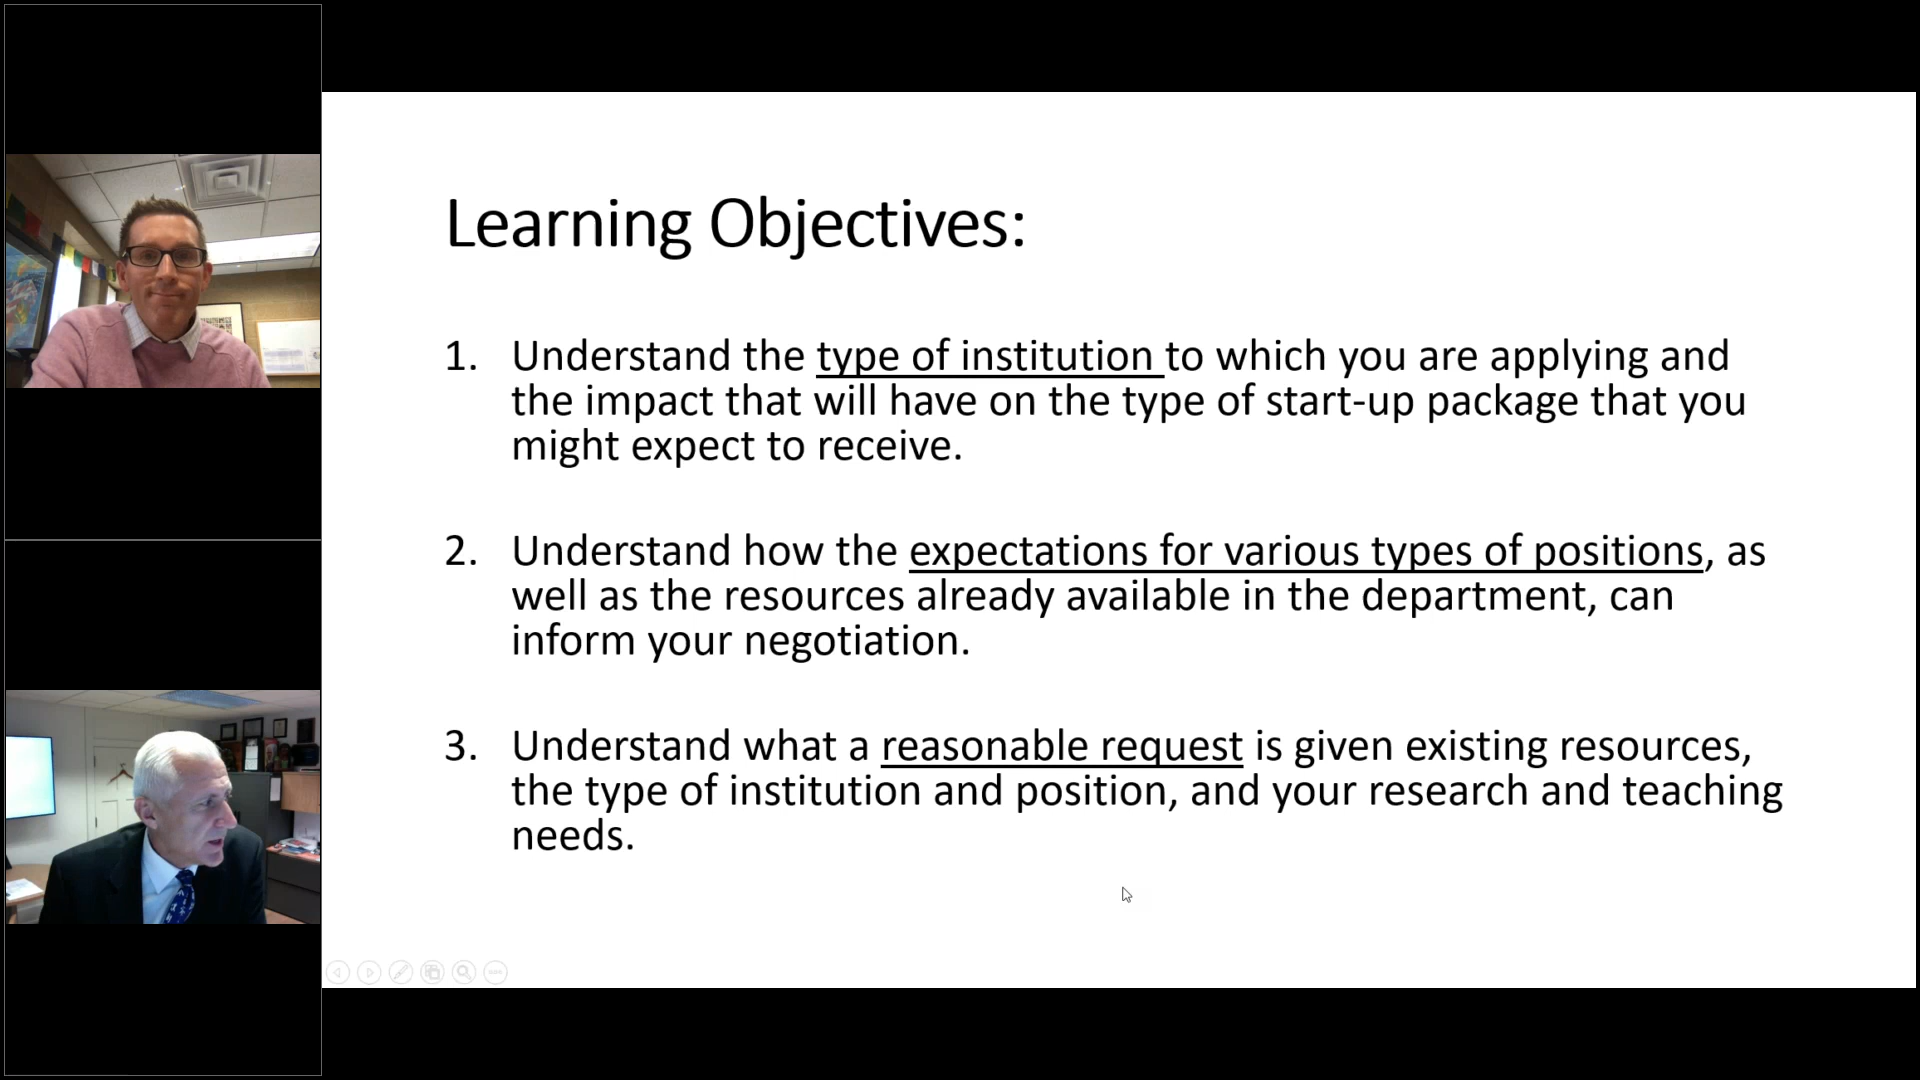 Learning Objectives:
1. Understand the type of institution to which you are applying and
the impact that will have on the type of start-up package that you
might expect to receive.
2. Understand how the expectations for various types of positions, as
well as the resources already available in the department, can
inform your negotiation.
3. Understand what a reasonable request is given existing resources,
the type of institution and position, and your research and teaching
needs.